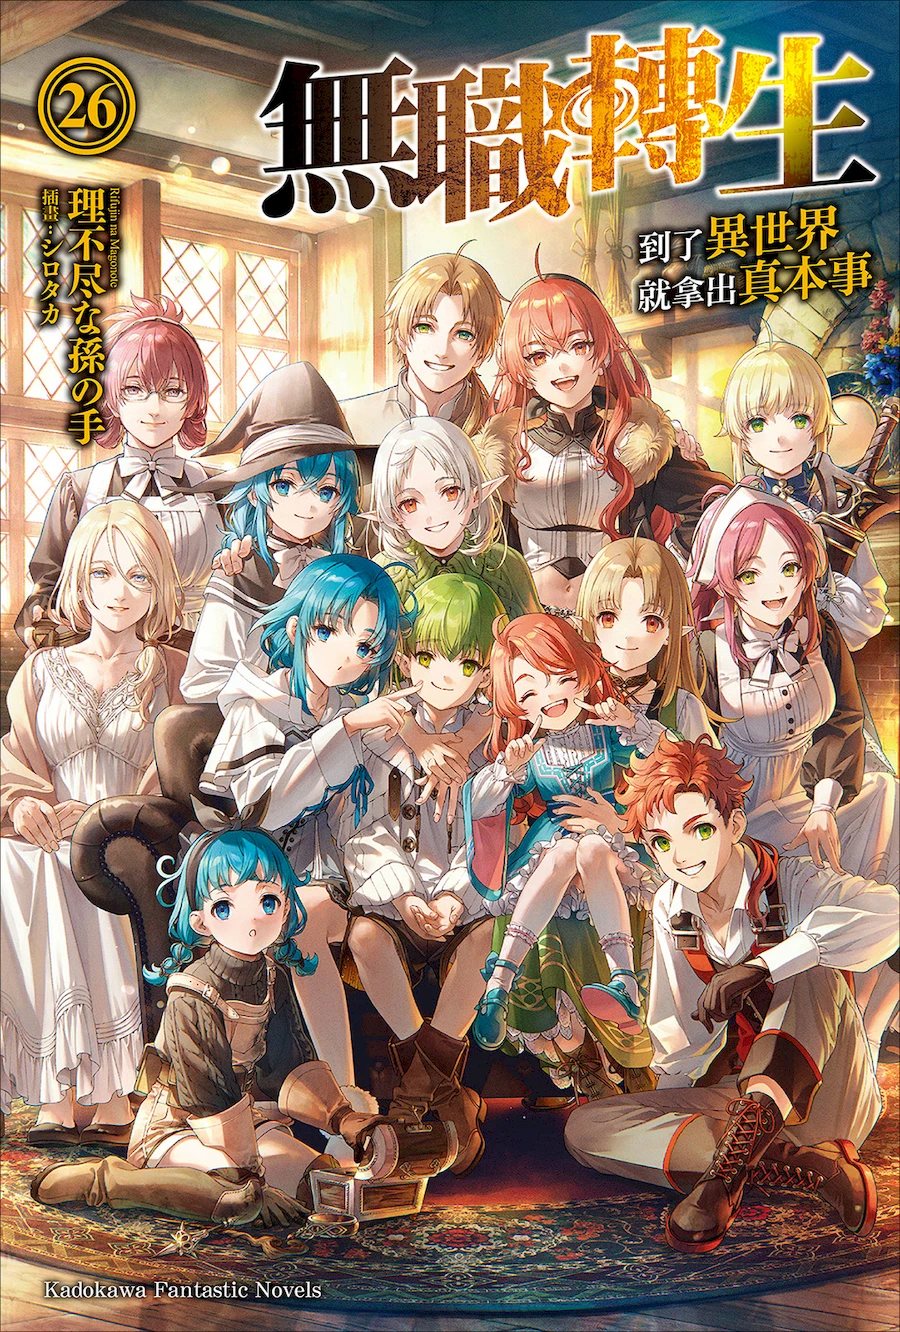 26
無職轉生
到了異世界
就拿出真本事
理不尽な孫の手
Rifujin na Magonote
插畫：シロタカ
Kadokawa Fantastic Novels